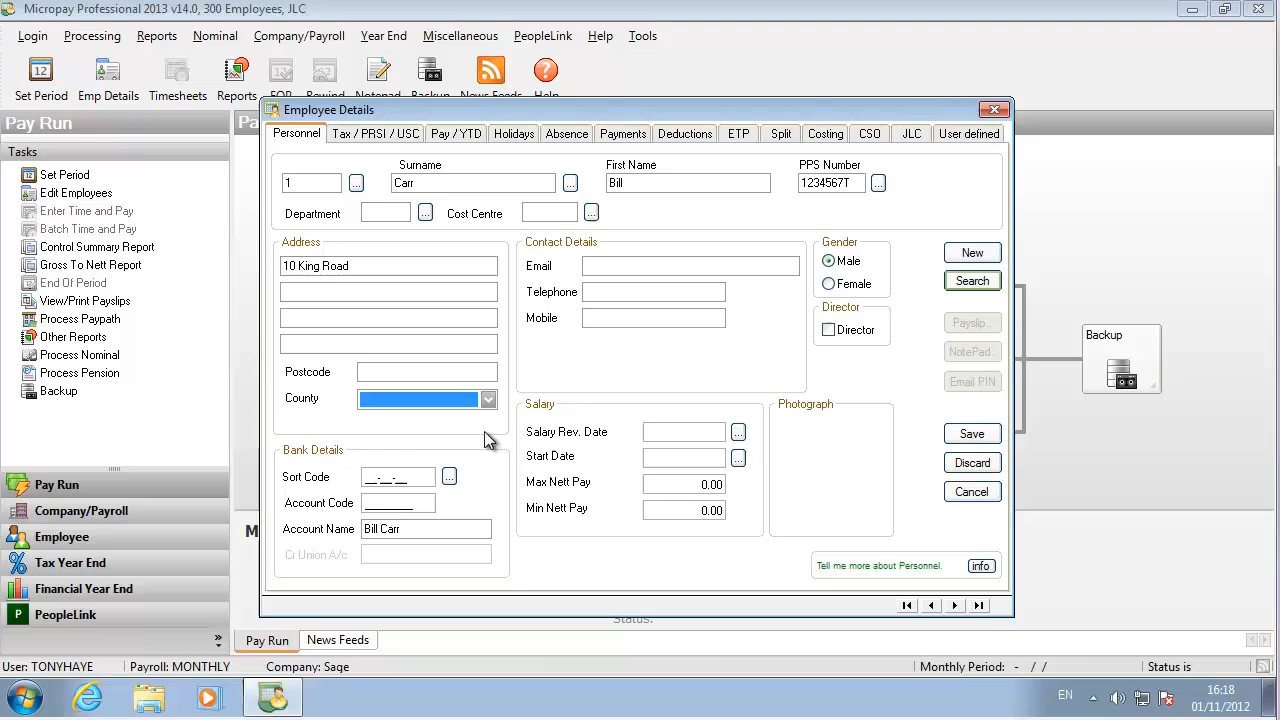 Micropay Professional 2013 v14.0, 300 Employees, JLC
Login Processing Reports Nominal Company/Payroll Year End Miscellaneous PeopleLink Help Tools
12
Set Period Emp Details Timesheets Reports EOP Rewind Notepad Backup News Feeds Help
Pay Run
Pa
Tasks
Set Period
Edit Employees
Enter Time and Pay
Batch Time and Pay
Control Summary Report
Gross To Nett Report
End Of Period
View/Print Payslips
Process Paypath
Other Reports
Process Nominal
Process Pension
Backup
Pay Run
Company/Payroll
Employee
Tax Year End
Financial Year End
P PeopleLink
»
Employee Details
Personnel Tax / PRSI / USC Pay / YTD Holidays Absence Payments Deductions ETP Split Costing CSO JLC User defined
Surname First Name PPS Number
1 ... Carr ... Bill 1234567T ...
Department ... Cost Centre ...
Address
10 King Road
Postcode
County
Bank Details
Sort Code __-__-__ ...
Account Code ________
Account Name Bill Carr
Cr Union A/c
Contact Details
Email
Telephone
Mobile
Salary
Salary Rev. Date ...
Start Date ...
Max Nett Pay 0.00
Min Nett Pay 0.00
Gender
Male
Female
Director
Director
Photograph
New
Search
Payslip..
NotePad..
Email PIN
Save
Discard
Cancel
Tell me more about Personnel. info
Backup
M
Status:
Pay Run News Feeds
User: TONYHAYE Payroll: MONTHLY Company: Sage Monthly Period: - / / Status is
EN 16:18
01/11/2012